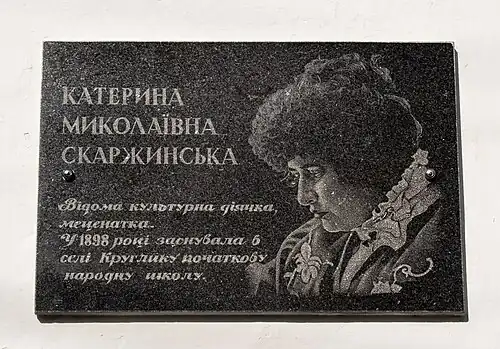 КАТЕРИНА
МИКОЛАЇВНА
СКАРЖИНСЬКА
Відома культурна діячка,
меценатка.
У 1898 році заснувала в
селі Круглику початкову
народну школу.